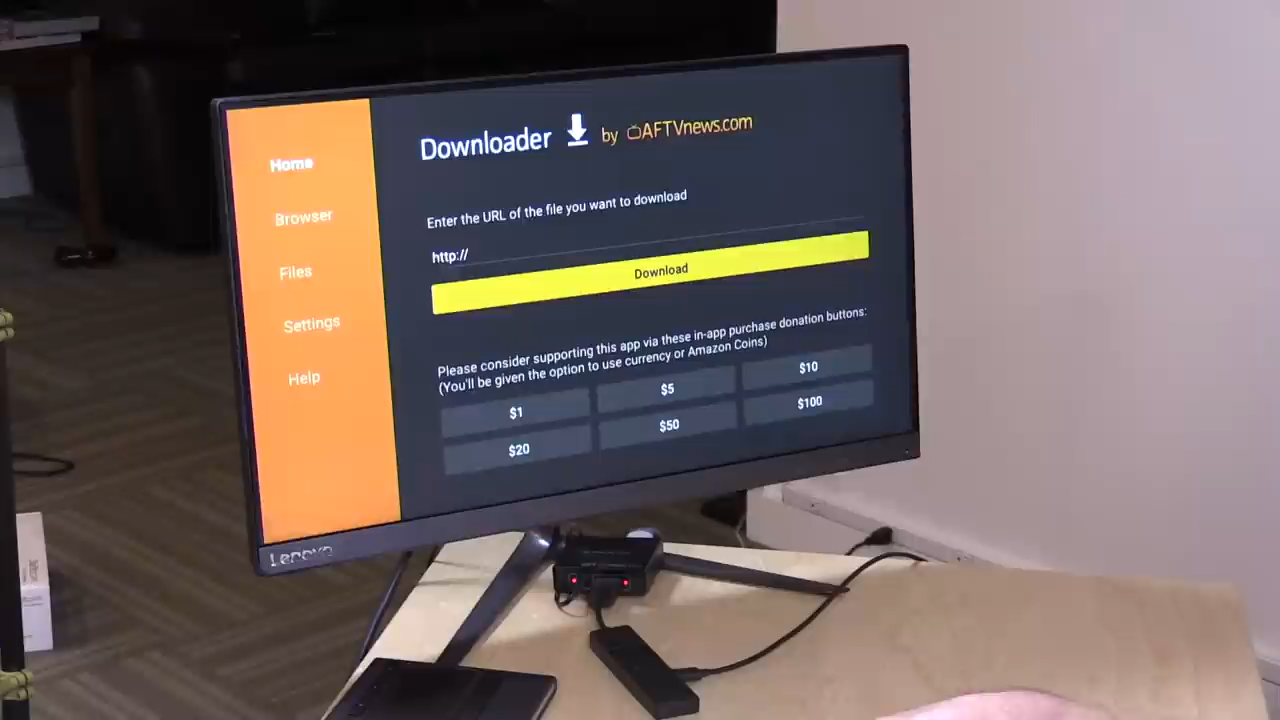 Downloader by AFTVnews.com
Home
Browser
Files
Settings
Help
Enter the URL of the file you want to download
http://
Download
Please consider supporting this app via these in-app purchase donation buttons:
(You'll be given the option to use currency or Amazon Coins)
$1
$5
$10
$20
$50
$100
Lenovo